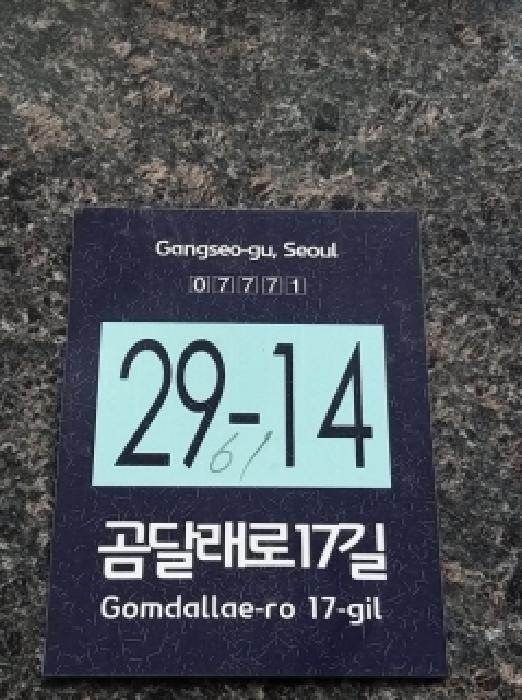 Gangseo-gu, Seoul
07771
29-14
61
곰달래로17길
Gomdallae-ro 17-gil